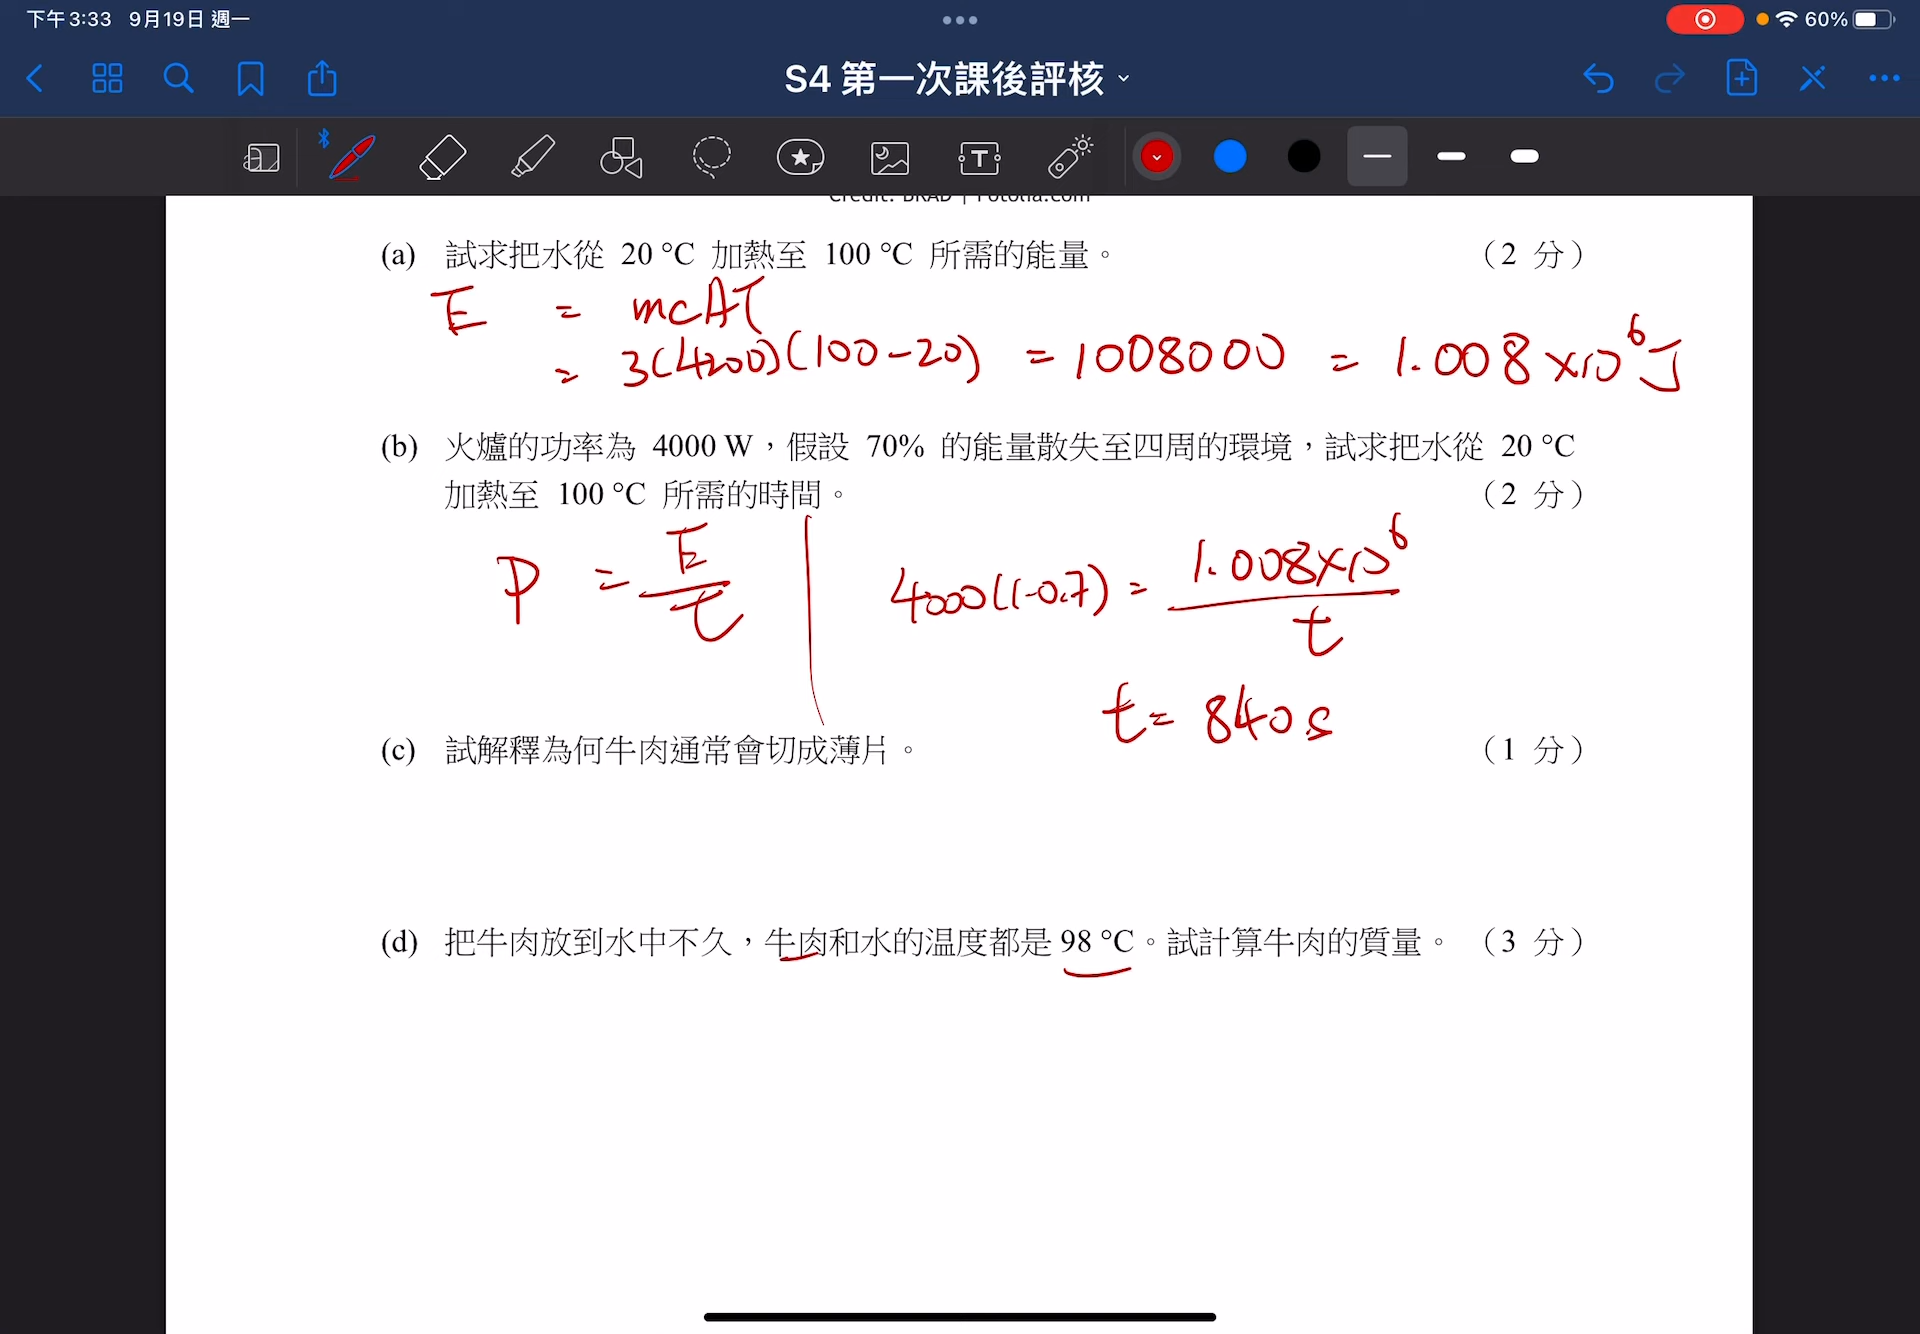 下午3:33 9月19日 週一
60%
S4 第一次課後評核
Credit: BRAD | Fotolia.com
(a) 試求把水從 20 °C 加熱至 100 °C 所需的能量。 （2 分）
E = mcΔT
= 3(4200)(100-20) = 1008000 = 1.008×10⁶J
(b) 火爐的功率為 4000 W，假設 70% 的能量散失至四周的環境，試求把水從 20 °C
加熱至 100 °C 所需的時間。 （2 分）
P = E/t
4000(1-0.7) = 1.008×10⁶/t
t= 840s
(c) 試解釋為何牛肉通常會切成薄片。 （1 分）
(d) 把牛肉放到水中不久，牛肉和水的温度都是 98 °C。試計算牛肉的質量。 （3 分）